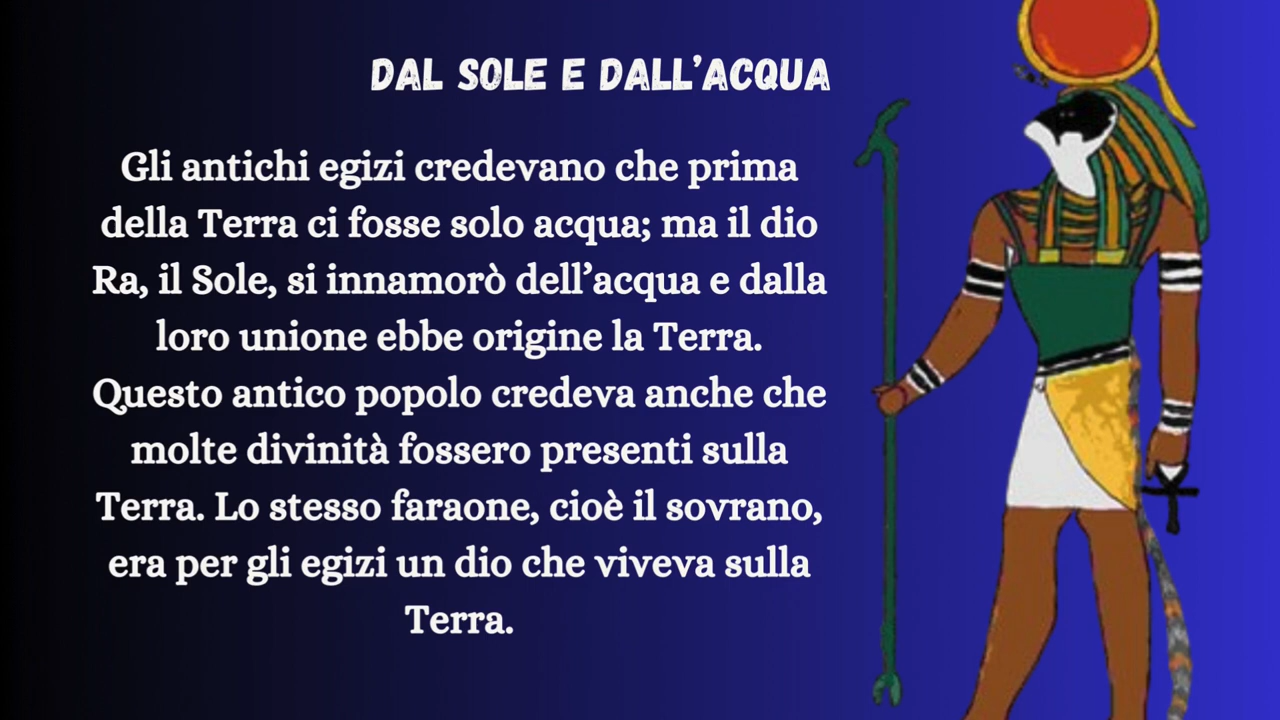 DAL SOLE E DALL'ACQUA
Gli antichi egizi credevano che prima
della Terra ci fosse solo acqua; ma il dio
Ra, il Sole, si innamorò dell'acqua e dalla
loro unione ebbe origine la Terra.
Questo antico popolo credeva anche che
molte divinità fossero presenti sulla
Terra. Lo stesso faraone, cioè il sovrano,
era per gli egizi un dio che viveva sulla
Terra.